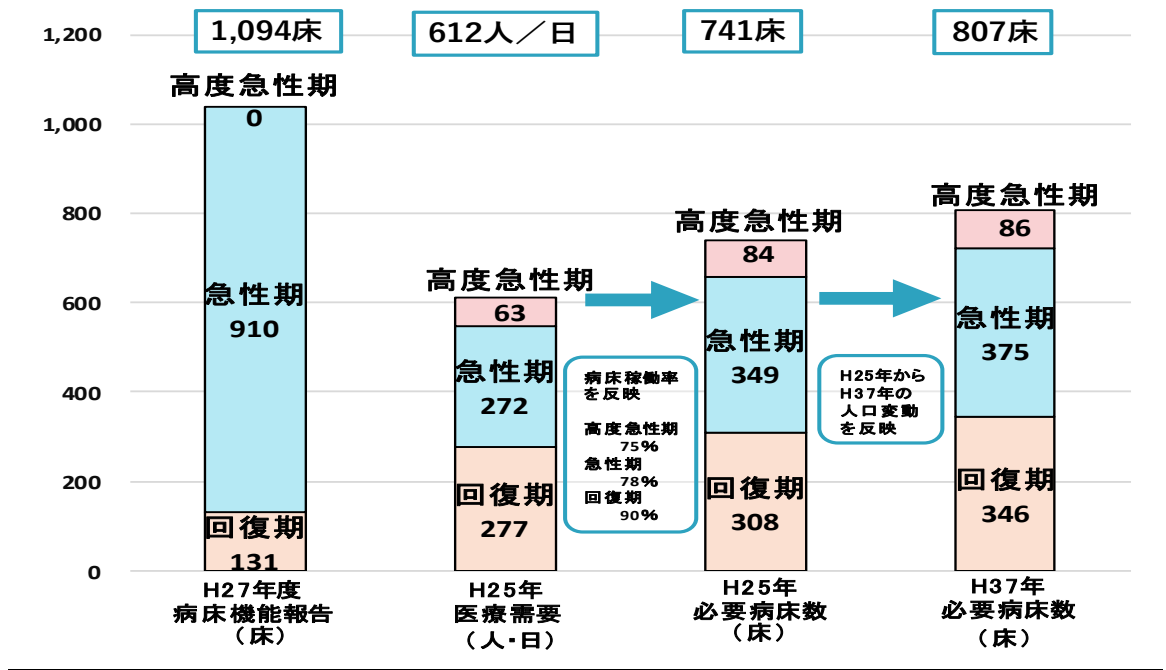 1,094床
612人／日
741床
807床
1,200
1,000
800
600
400
200
0
高度急性期
0
急性期
910
回復期
131
H27年度
病床機能報告
（床）
高度急性期
63
急性期
272
回復期
277
H25年
医療需要
（人・日）
病床稼働率
を反映
高度急性期
75%
急性期
78%
回復期
90%
高度急性期
84
急性期
349
回復期
308
H25年
必要病床数
（床）
H25年から
H37年の
人口変動
を反映
高度急性期
86
急性期
375
回復期
346
H37年
必要病床数
（床）